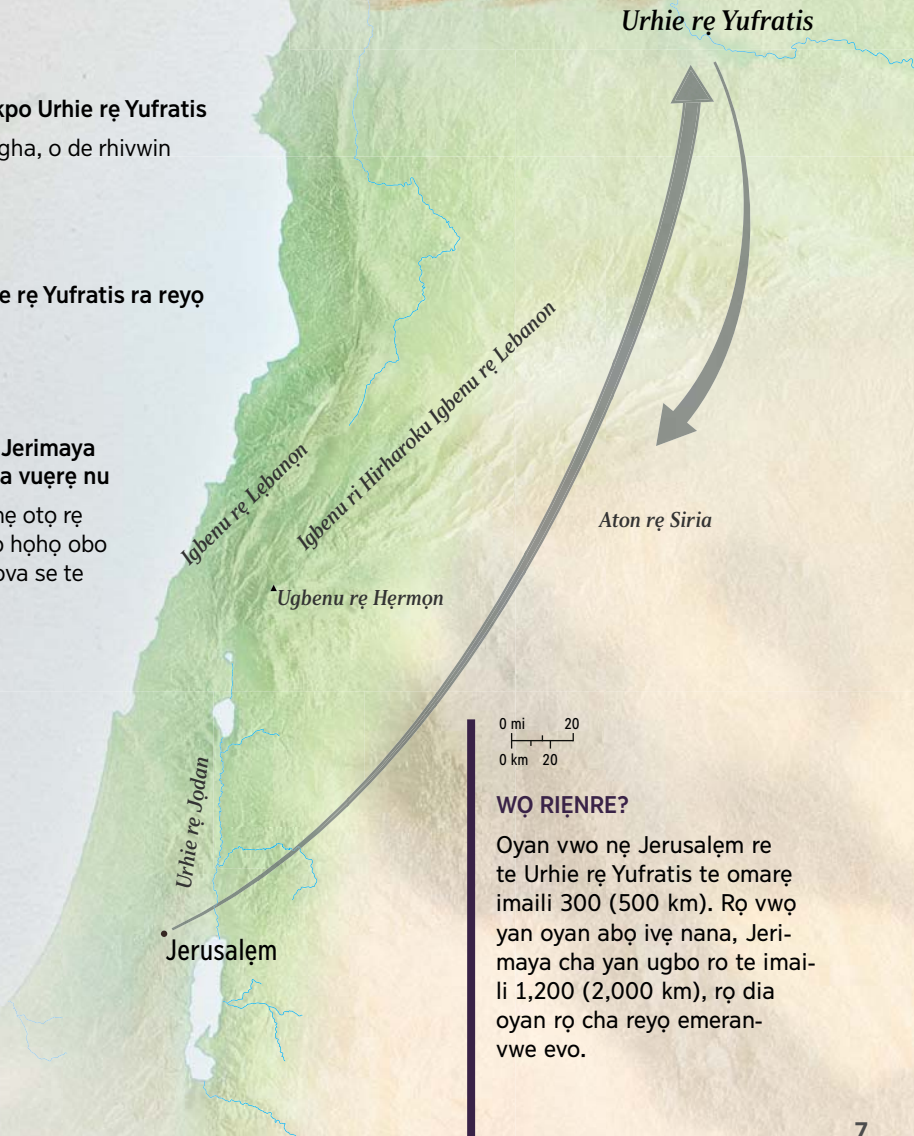 Urhie rẹ Yufratis
kpo Urhie rẹ Yufratis
gha, o de rhivwin
e rẹ Yufratis ra reyọ
Jerimaya
a vuẹrẹ nu
họhọ obo
ova se te
Igbenu rẹ Lẹbanọn
Igbenu ri Hirharoku Igbenu rẹ Lebanon
Aton rẹ Siria
Ugbenu rẹ Hẹrmọn
Urhie rẹ Jọdan
Jerusalẹm
0 mi 20
0 km 20
WỌ RIẸNRE?
Oyan vwo nẹ Jerusalẹm re
te Urhie rẹ Yufratis te omarẹ
imaili 300 (500 km). Rọ vwọ
yan oyan abọ ivẹ nana, Jeri-
maya cha yan ugbo ro te imai-
li 1,200 (2,000 km), rọ dia
oyan rọ cha reyọ emeran-
vwe evo.
7